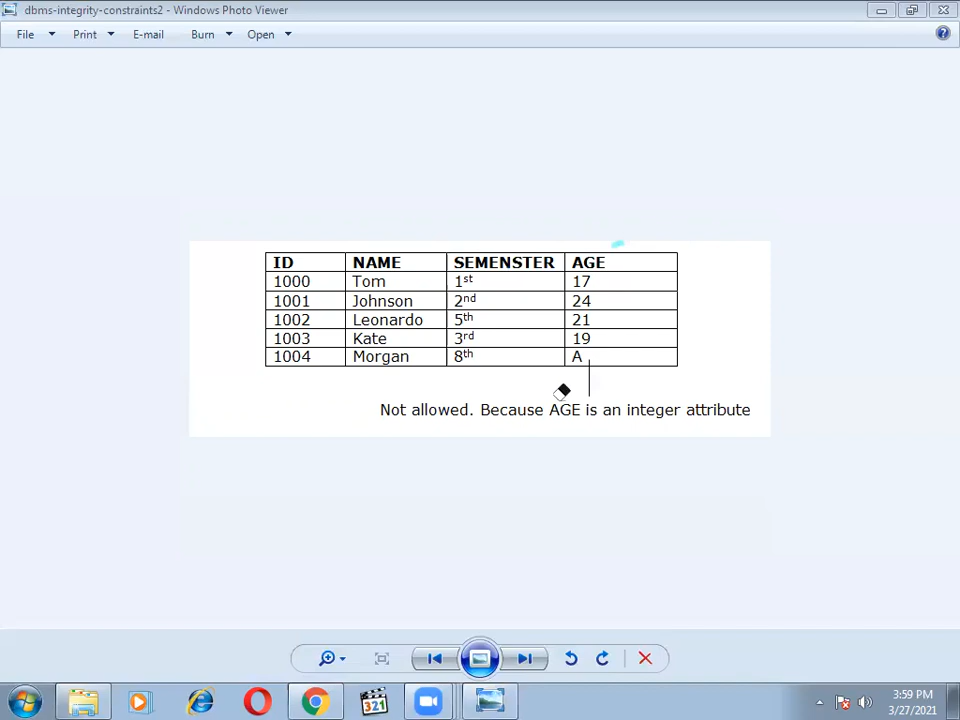 dbms-integrity-constraints2 - Windows Photo Viewer
File Print E-mail Burn Open
ID NAME SEMENSTER AGE
1000 Tom 1st 17
1001 Johnson 2nd 24
1002 Leonardo 5th 21
1003 Kate 3rd 19
1004 Morgan 8th A
Not allowed. Because AGE is an integer attribute
321
3:59 PM
3/27/2021